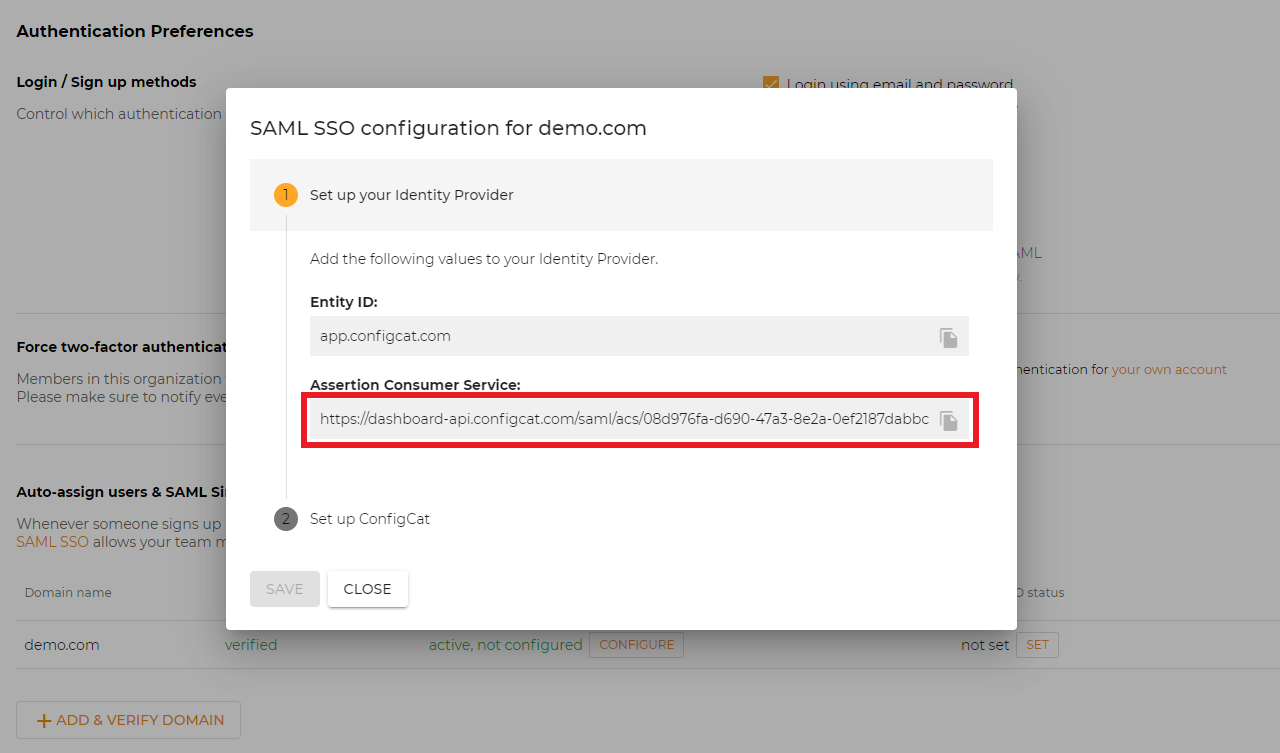 Authentication Preferences
Login / Sign up methods
Login using email and password
Control which authentication
SAML SSO configuration for demo.com
1 Set up your Identity Provider
Add the following values to your Identity Provider.
Entity ID:
app.configcat.com
Assertion Consumer Service:
https://dashboard-api.configcat.com/saml/acs/08d976fa-d690-47a3-8e2a-0ef2187dabbc
2 Set up ConfigCat
SAVE CLOSE
Force two-factor
Members in this organization
Please make sure to notify
for your own account
Auto-assign users & SAML
Whenever someone signs up
SAML SSO allows your team
Domain name
status
demo.com verified active, not configured CONFIGURE not set SET
+ ADD & VERIFY DOMAIN